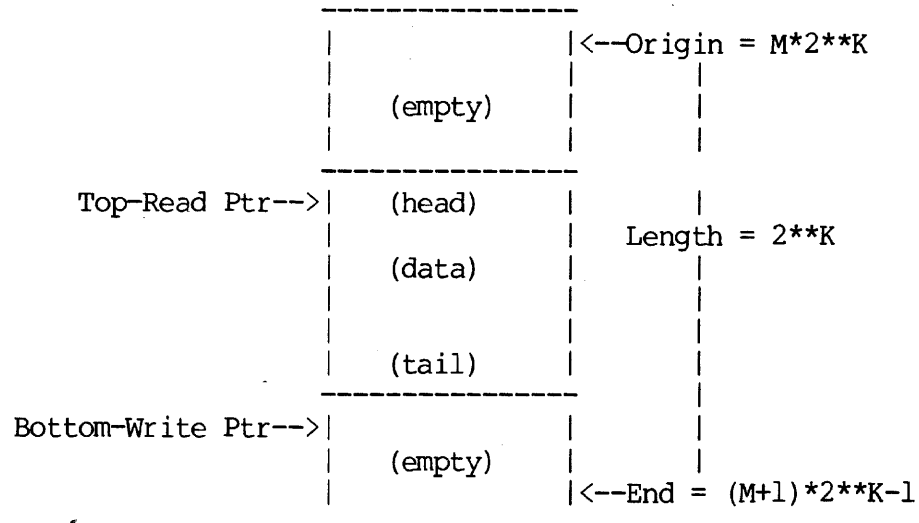 <--Origin = M*2**K
(empty)
Top-Read Ptr--> (head)
Length = 2**K
(data)
(tail)
Bottom-Write Ptr-->
(empty)
<--End = (M+1)*2**K-1